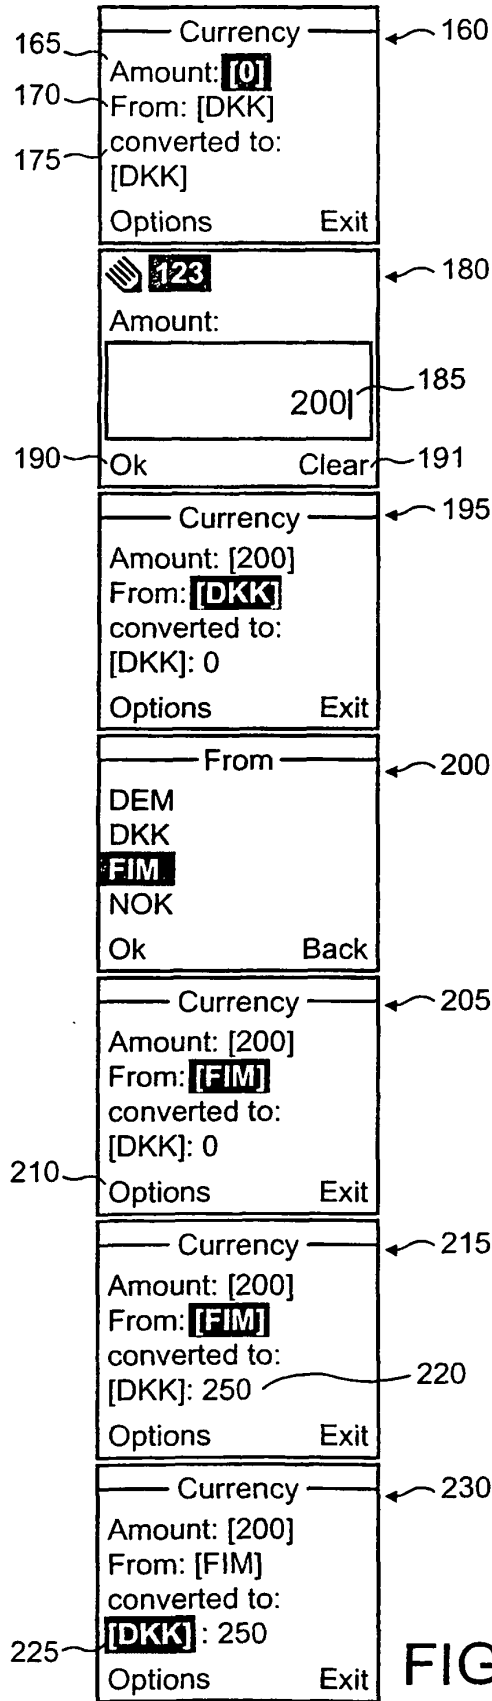 Currency 160
165 Amount: [0]
170 From: [DKK]
175 converted to:
[DKK]
Options Exit
123 180
Amount:
200 185
190 Ok Clear 191
Currency 195
Amount: [200]
From: [DKK]
converted to:
[DKK]: 0
Options Exit
From 200
DEM
DKK
FIM
NOK
Ok Back
Currency 205
Amount: [200]
From: [FIM]
converted to:
[DKK]: 0
210 Options Exit
Currency 215
Amount: [200]
From: [FIM]
converted to:
[DKK]: 250 220
Options Exit
Currency 230
Amount: [200]
From: [FIM]
converted to:
225 [DKK] : 250
Options Exit
FIG